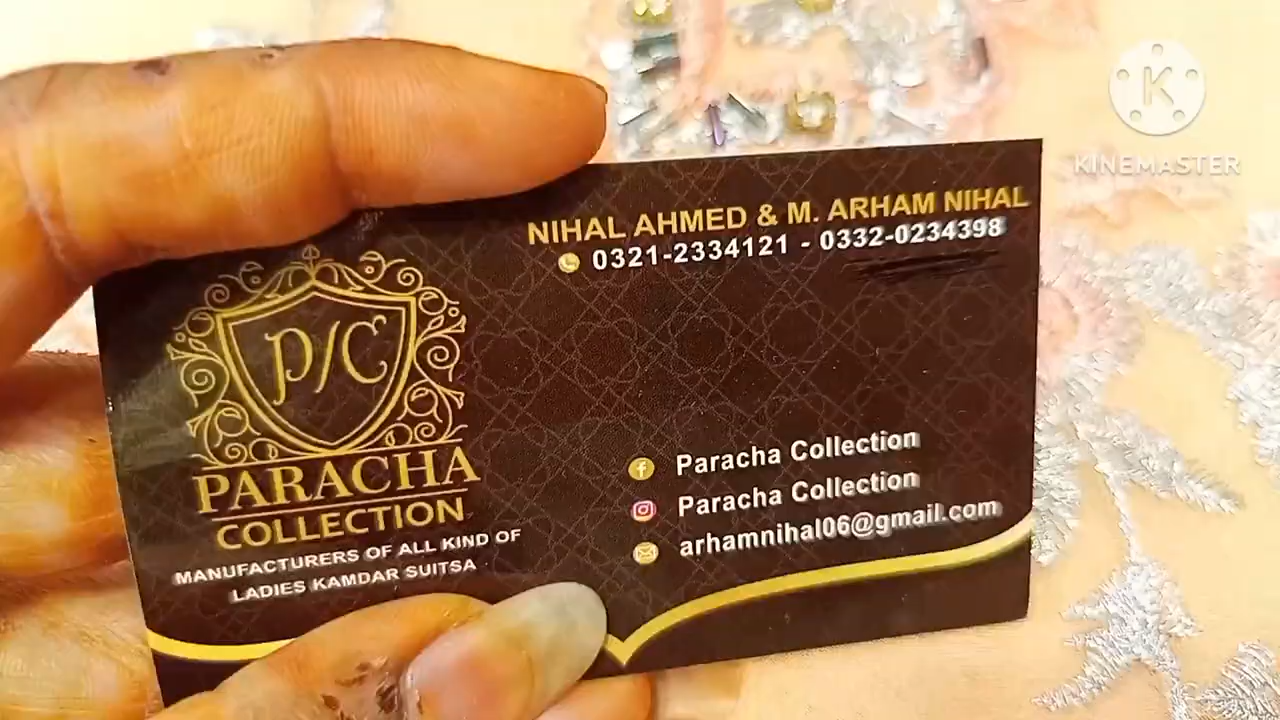 KINEMASTER
NIHAL AHMED & M. ARHAM NIHAL
0321-2334121 - 0332-0234398
P/C
PARACHA
COLLECTION
MANUFACTURERS OF ALL KIND OF
LADIES KAMDAR SUITSA
Paracha Collection
Paracha Collection
arhamnihal06@gmail.com